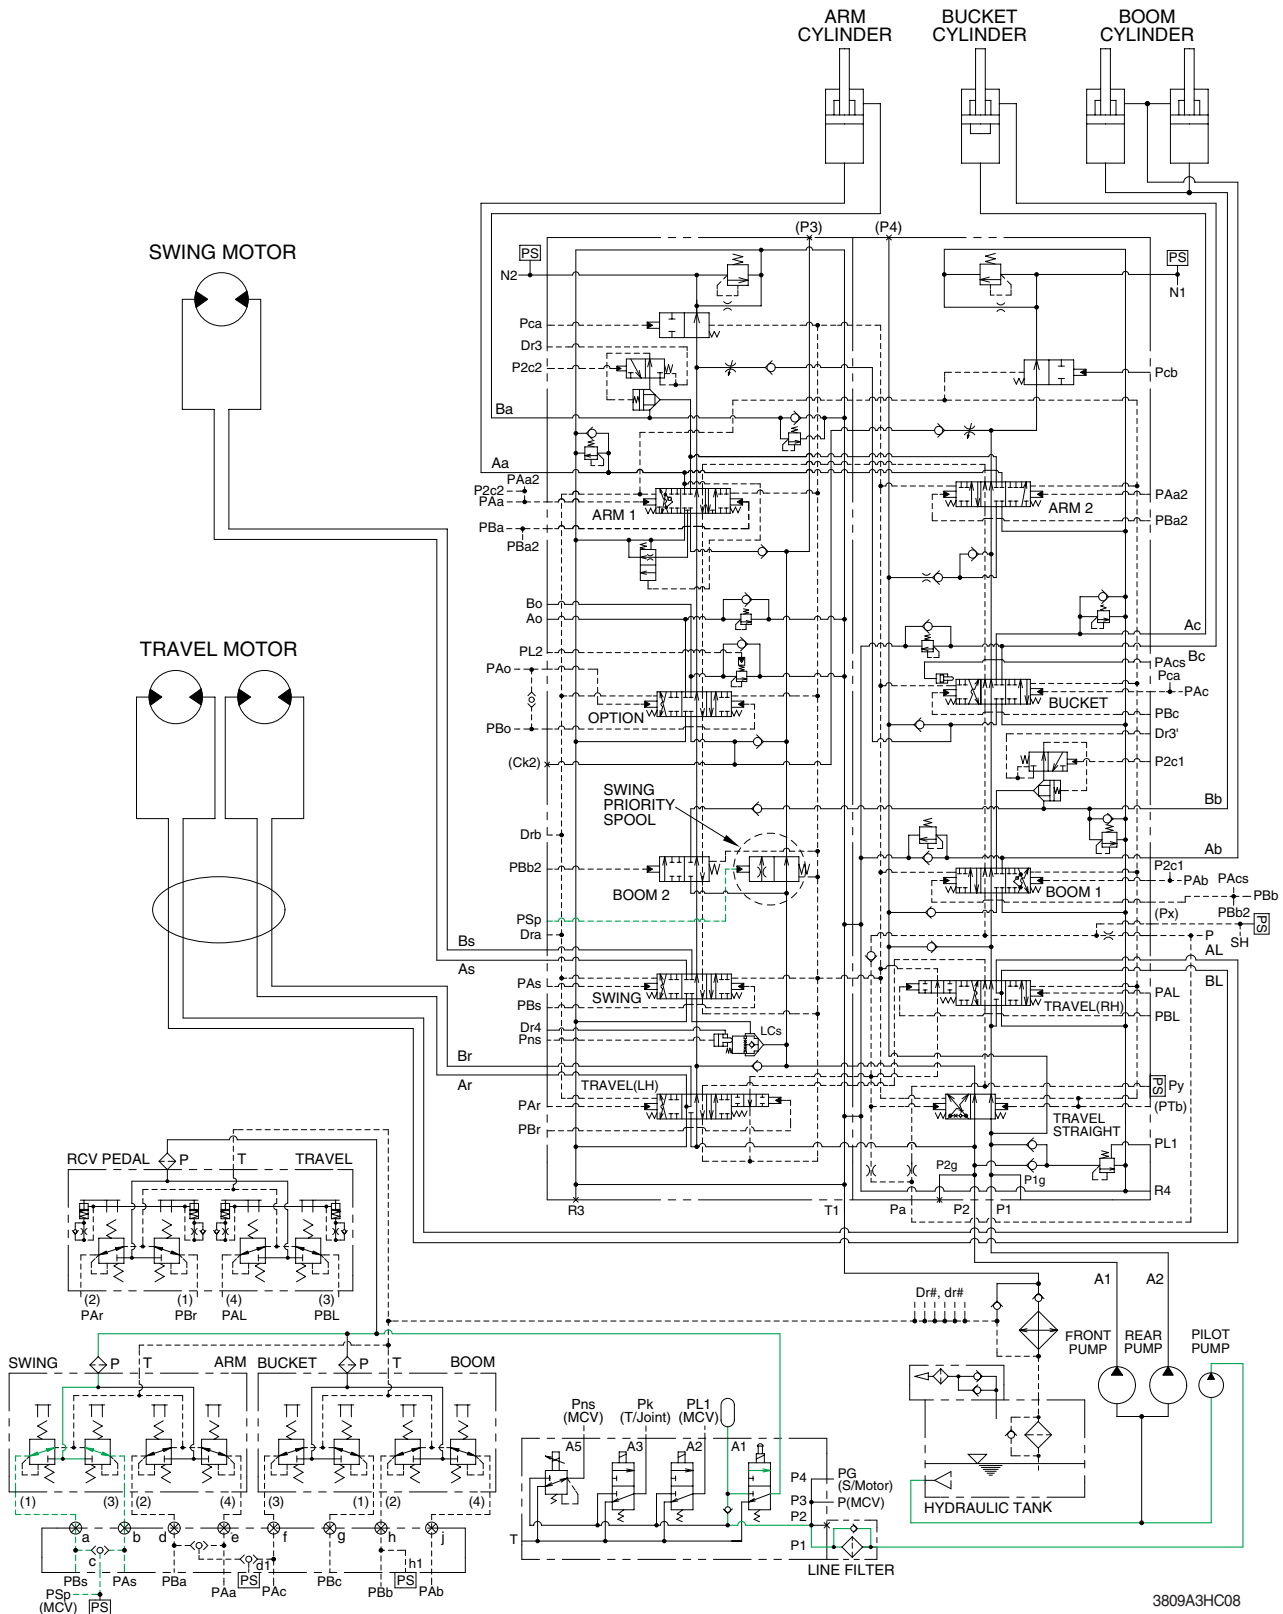 ARM
CYLINDER
BUCKET
CYLINDER
BOOM
CYLINDER
SWING MOTOR
(P3)
(P4)
PS
N2
PS
N1
Pca
Dr3
P2c2
Pcb
Ba
Aa
PAa2
P2c2
PAa
ARM 1
PBa
PBa2
PAa2
ARM 2
PBa2
Bo
Ao
PL2
PAo
OPTION
PBo
(Ck2)
Ac
Bc
PAcs
Pca
PAc
BUCKET
PBc
Dr3'
P2c1
TRAVEL MOTOR
SWING
PRIORITY
SPOOL
Bb
Drb
PBb2
BOOM 2
Ab
P2c1
PAb
BOOM 1
PAcs
PBb
PBb2
PS
SH
(Px)
P
PSp
Dra
Bs
As
PAs
SWING
PBs
Dr4
Pns
LCs
AL
BL
PAL
TRAVEL(RH)
PBL
Br
Ar
TRAVEL(LH)
PAr
PBr
PS
Py
(PTb)
TRAVEL
STRAIGHT
PL1
P2g
P1g
R4
R3
T1
Pa
P2
P1
RCV PEDAL
P
T
TRAVEL
(2)
(1)
(4)
(3)
PAr
PBr
PAL
PBL
A1
A2
Dr#, dr#
FRONT
PUMP
REAR
PUMP
PILOT
PUMP
SWING
P
T
ARM
BUCKET
P
T
BOOM
(1)
(3)
(2)
(4)
(3)
(1)
(2)
(4)
a
b
d
e
f
g
h
j
c
d1
h1
PBs
PAs
PBa
PAa
PS
PAc
PBc
PBb
PS
PAb
PSp
(MCV)
PS
Pns
(MCV)
Pk
(T/Joint)
PL1
(MCV)
A5
A3
A2
A1
P4
P3
P2
P1
T
PG
(S/Motor)
P(MCV)
LINE FILTER
HYDRAULIC TANK
3809A3HC08